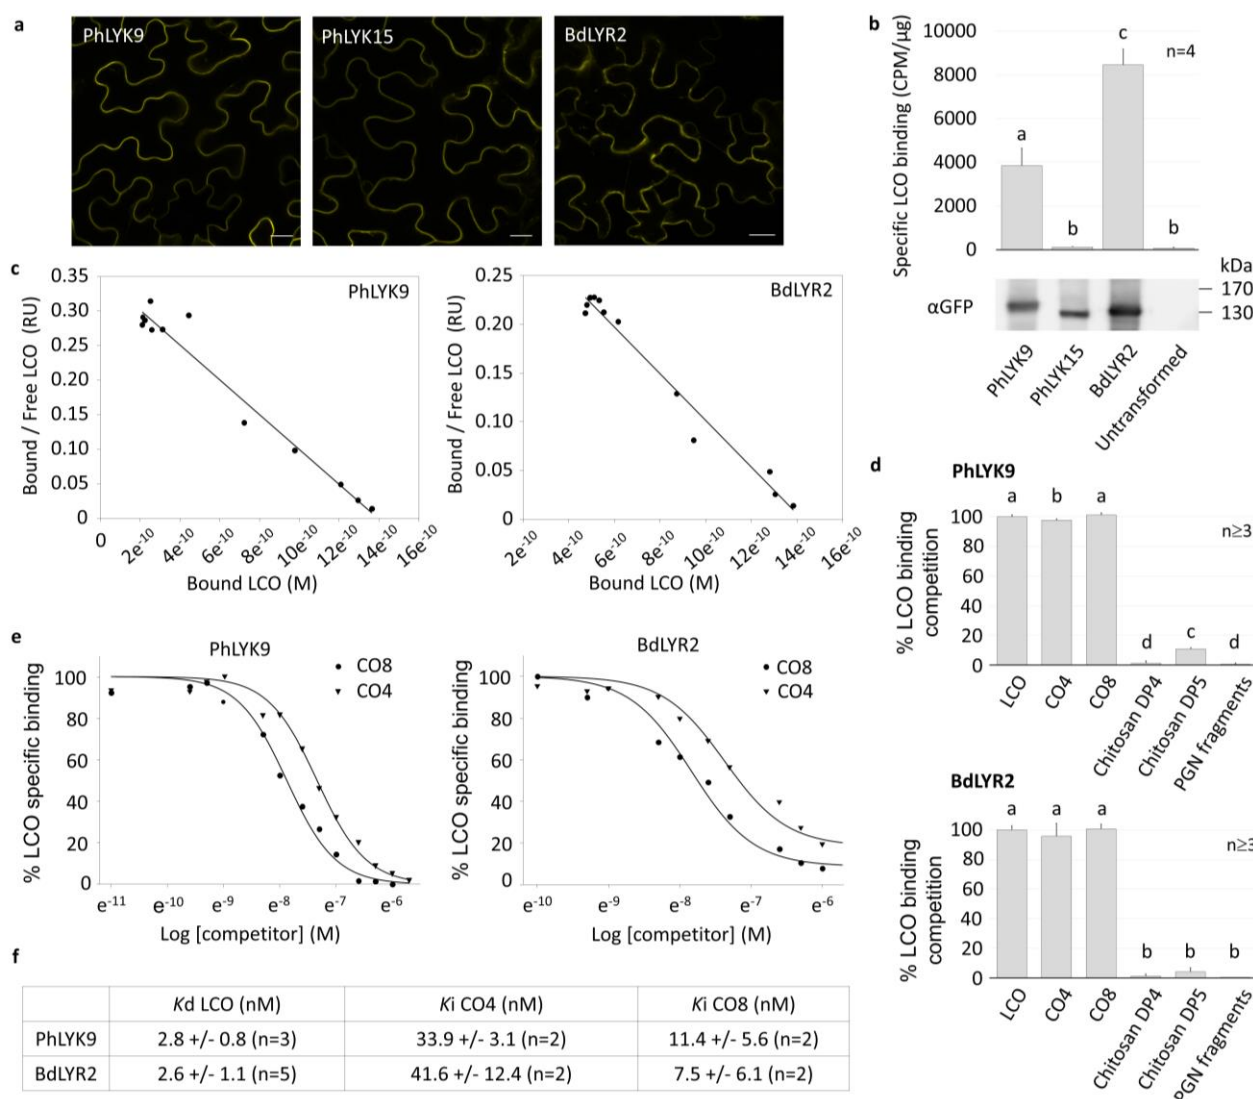 a
PhLYK9
PhLYK15
BdLYR2
b
Specific LCO binding (CPM/µg)
10000
8000
6000
4000
2000
0
a
b
c
b
n=4
αGFP
kDa
170
130
PhLYK9
PhLYK15
BdLYR2
Untransformed
c
Bound / Free LCO (RU)
0.35
0.30
0.25
0.20
0.15
0.10
0.05
0
PhLYK9
0
2e-10
4e-10
6e-10
8e-10
10e-10
12e-10
14e-10
16e-10
Bound LCO (M)
Bound / Free LCO (RU)
0.25
0.20
0.15
0.10
0.05
0
BdLYR2
2e-10
4e-10
6e-10
8e-10
10e-10
12e-10
14e-10
16e-10
Bound LCO (M)
d
PhLYK9
% LCO binding
competition
100
80
60
40
20
0
a
b
a
d
c
d
n≥3
LCO
CO4
CO8
Chitosan DP4
Chitosan DP5
PGN fragments
BdLYR2
% LCO binding
competition
100
80
60
40
20
0
a
a
a
b
b
b
n≥3
LCO
CO4
CO8
Chitosan DP4
Chitosan DP5
PGN fragments
e
PhLYK9
% LCO specific binding
100
80
60
40
20
0
CO8
CO4
e-11
e-10
e-9
e-8
e-7
e-6
Log [competitor] (M)
BdLYR2
% LCO specific binding
100
80
60
40
20
0
CO8
CO4
e-10
e-9
e-8
e-7
e-6
Log [competitor] (M)
f
Kd LCO (nM) Ki CO4 (nM) Ki CO8 (nM)
PhLYK9 2.8 +/- 0.8 (n=3) 33.9 +/- 3.1 (n=2) 11.4 +/- 5.6 (n=2)
BdLYR2 2.6 +/- 1.1 (n=5) 41.6 +/- 12.4 (n=2) 7.5 +/- 6.1 (n=2)